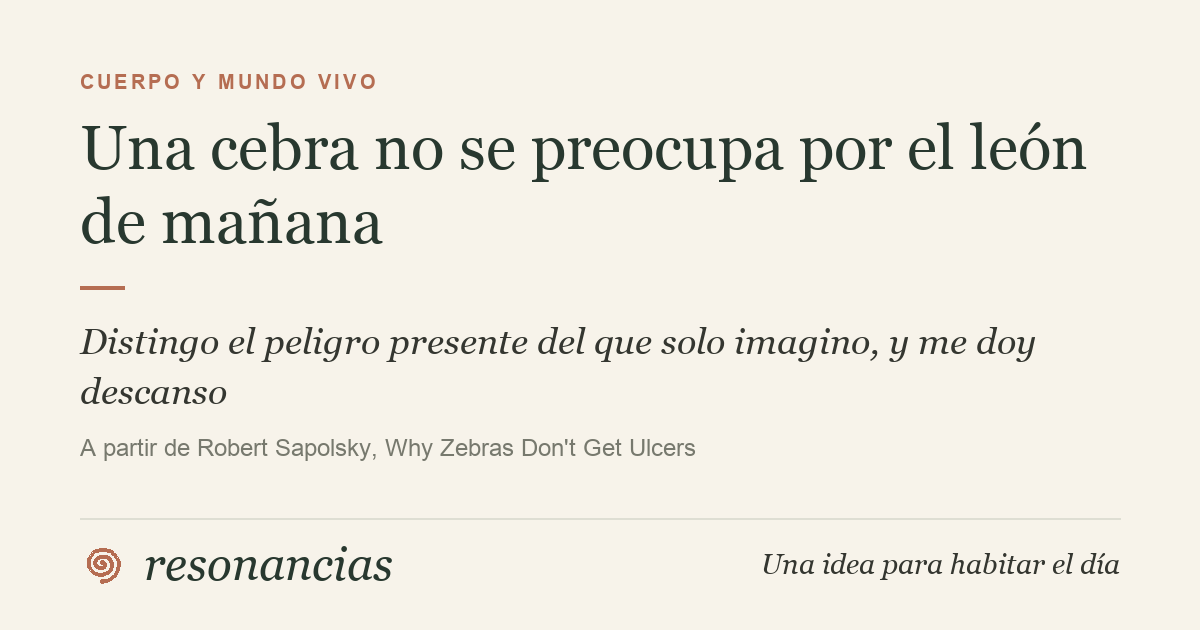 CUERPO Y MUNDO VIVO
Una cebra no se preocupa por el león
de mañana
Distingo el peligro presente del que solo imagino, y me doy
descanso
A partir de Robert Sapolsky, Why Zebras Don't Get Ulcers
resonancias
Una idea para habitar el día